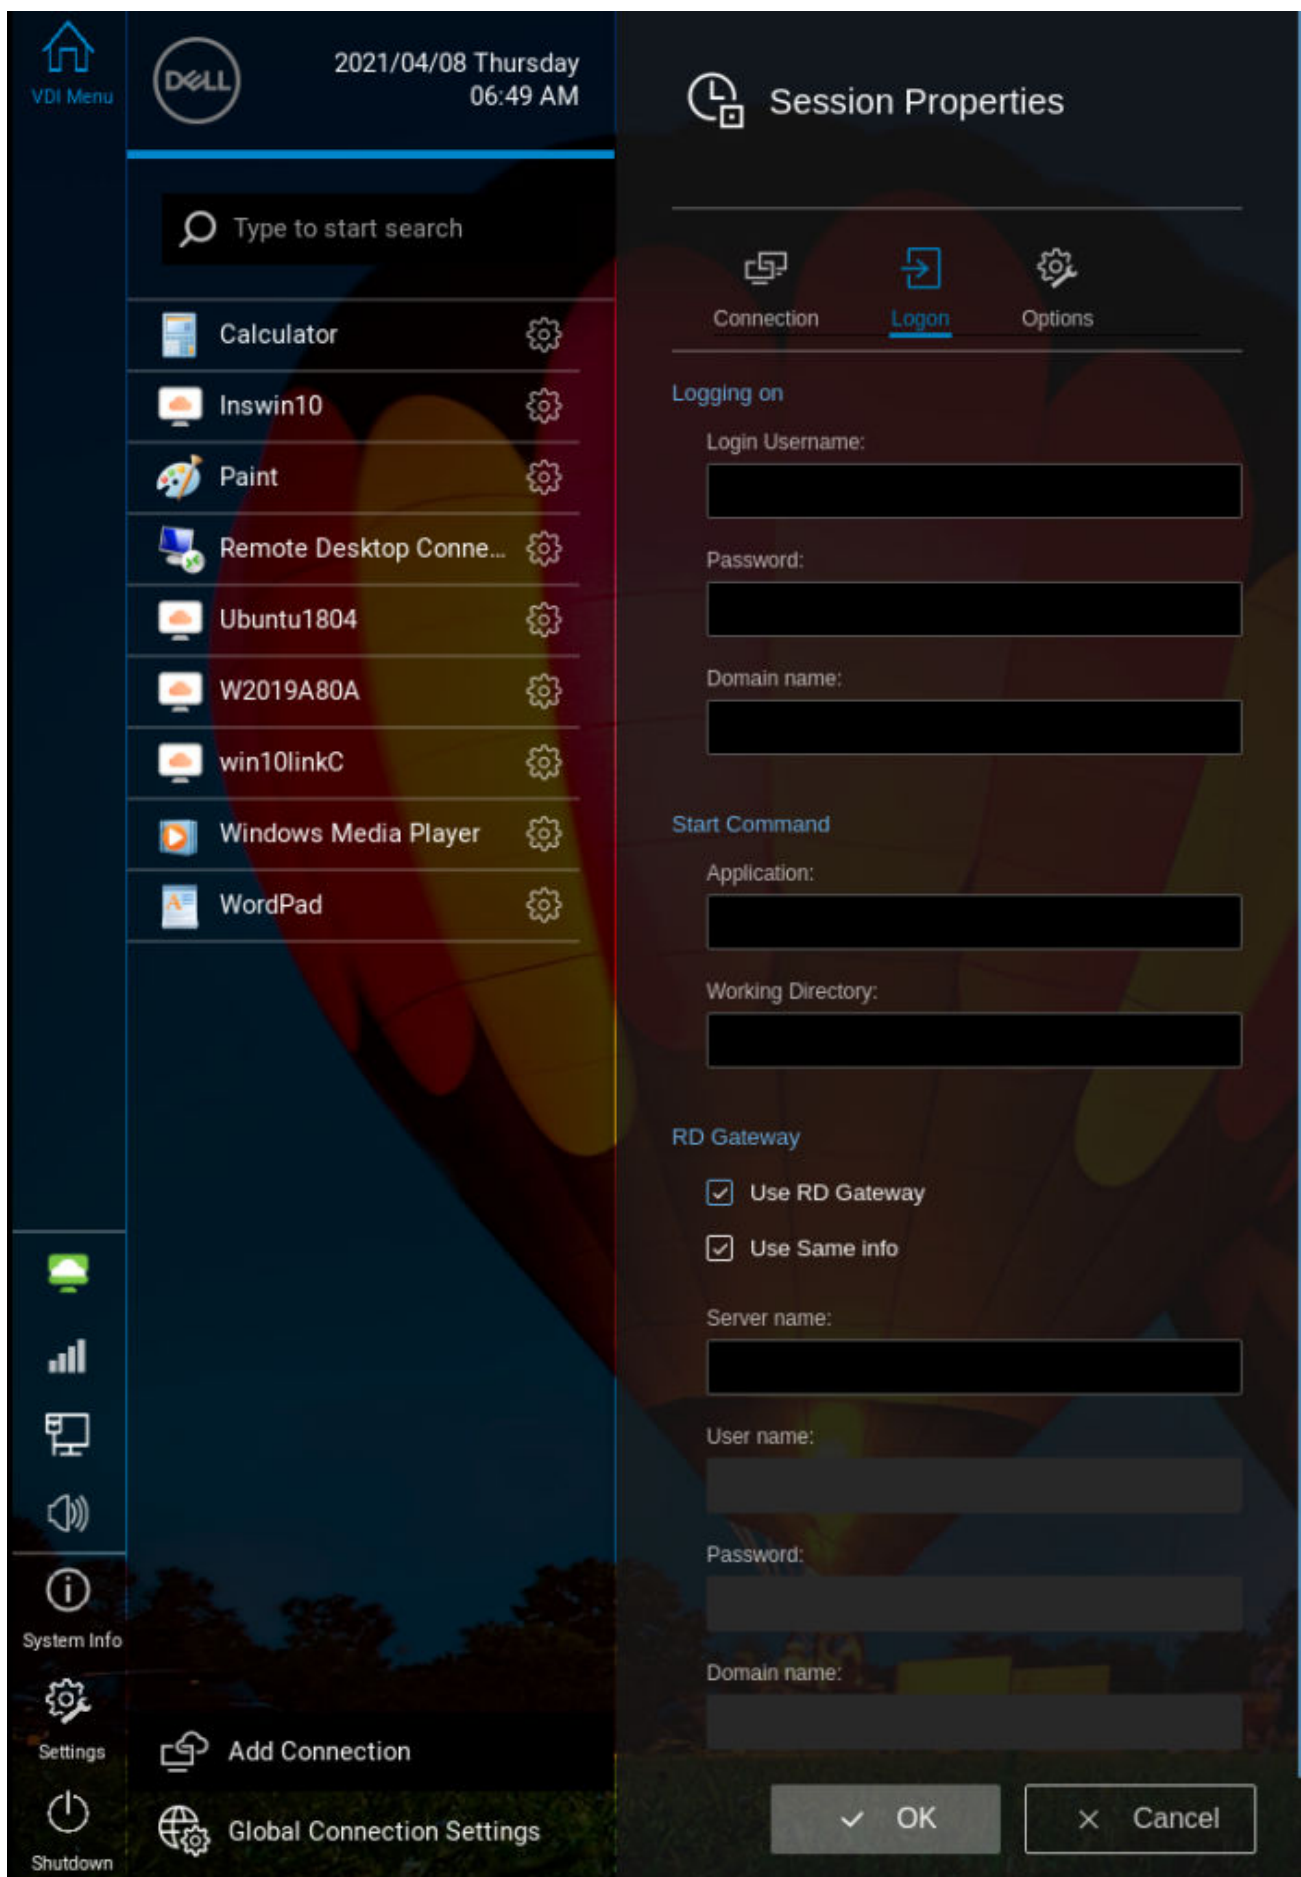 VDI Menu
DELL
2021/04/08 Thursday
06:49 AM
Type to start search
Calculator
Inswin10
Paint
Remote Desktop Conne...
Ubuntu1804
W2019A80A
win10linkC
Windows Media Player
WordPad
System Info
Settings
Shutdown
Add Connection
Global Connection Settings
Session Properties
Connection
Logon
Options
Logging on
Login Username:
Password:
Domain name:
Start Command
Application:
Working Directory:
RD Gateway
Use RD Gateway
Use Same info
Server name:
User name:
Password:
Domain name:
OK
Cancel